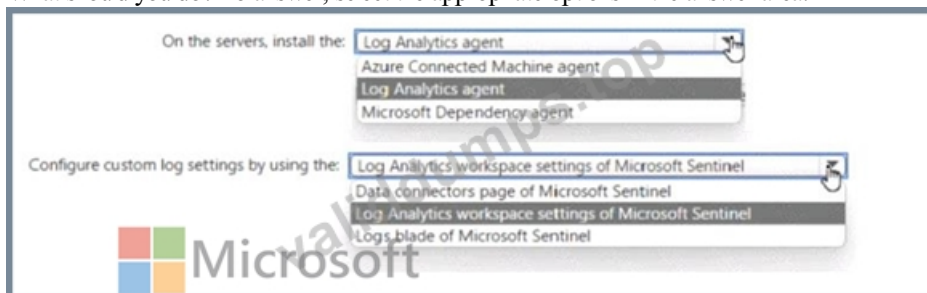 On the servers, install the: Log Analytics agent
Azure Connected Machine agent
Log Analytics agent
Microsoft Dependency agent
Configure custom log settings by using the: Log Analytics workspace settings of Microsoft Sentinel
Data connectors page of Microsoft Sentinel
Log Analytics workspace settings of Microsoft Sentinel
Logs blade of Microsoft Sentinel
Microsoft